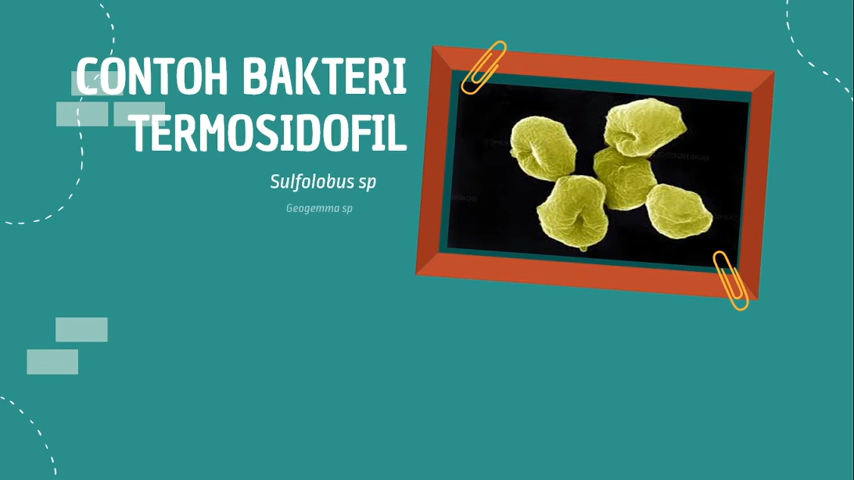 CONTOH BAKTERI
TERMOSIDOFIL
Sulfolobus sp
Geogemma sp